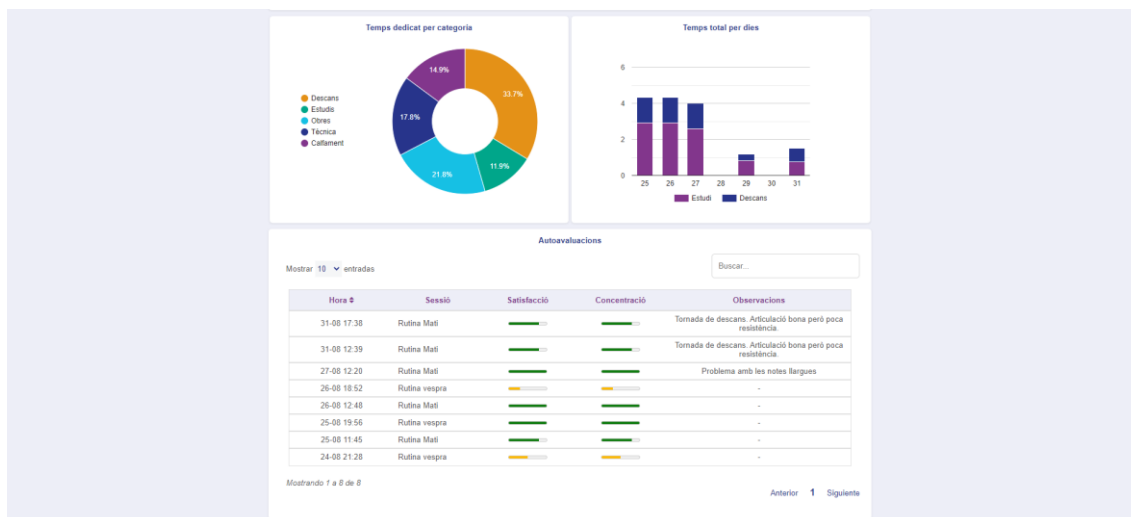 Temps dedicat per categoría
Descans
Estudis
Obres
Tècnica
Calfament
14.9%
33.7%
17.8%
11.9%
21.8%
Temps total per dies
6
4
2
0
25 26 27 28 29 30 31
Estudi Descans
Autoavaluacions
Mostrar 10 entradas
Buscar...
Hora Sessió Satisfacció Concentració Observacions
31-08 17:38 Rutina Matí Tornada de descans. Articulació bona però poca
resistència.
31-08 12:39 Rutina Matí Tornada de descans. Articulació bona però poca
resistència.
27-08 12:20 Rutina Matí Problema amb les notes llargues
26-08 18:52 Rutina vespra -
26-08 12:48 Rutina Matí -
25-08 19:56 Rutina vespra -
25-08 11:45 Rutina Matí -
24-08 21:28 Rutina vespra -
Mostrando 1 a 8 de 8
Anterior 1 Siguiente